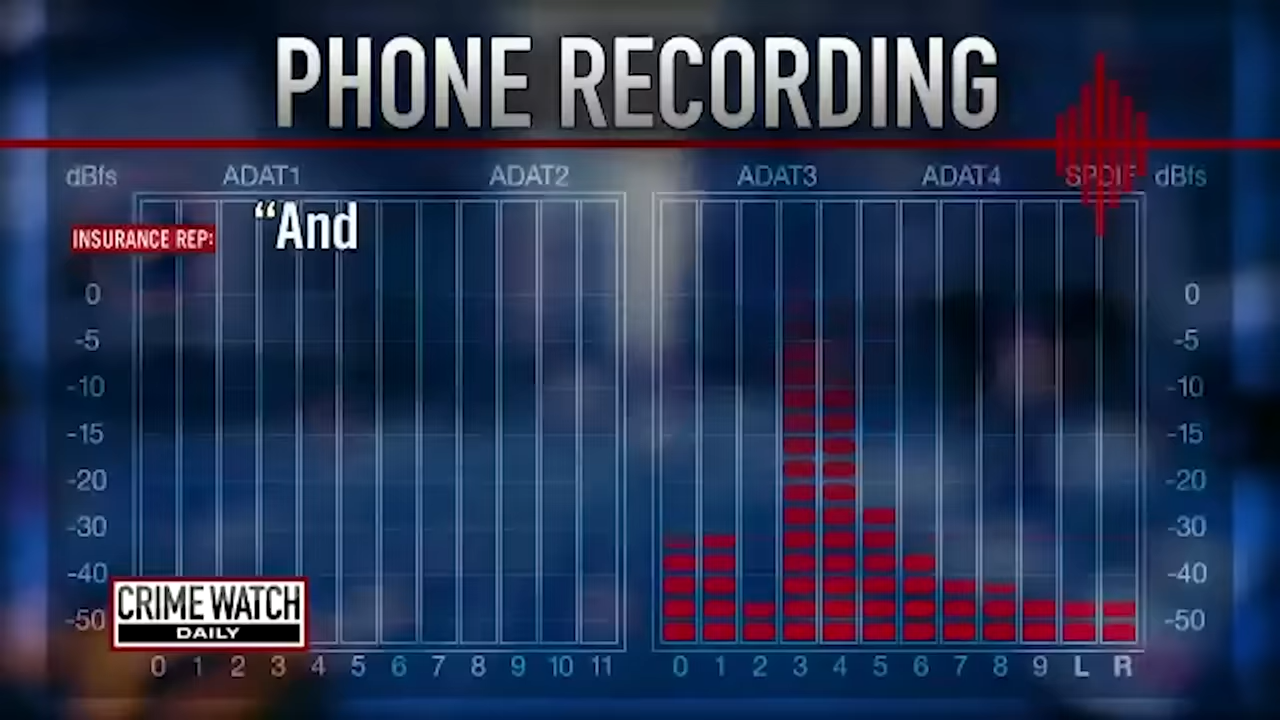 PHONE RECORDING
dBfs ADAT1 ADAT2 ADAT3 ADAT4 SPDIF dBfs
INSURANCE REP: “And
0 0
-5 -5
-10 -10
-15 -15
-20 -20
-30 -30
-40 -40
-50 -50
CRIME WATCH
DAILY
0 1 2 3 4 5 6 7 8 9 10 11 0 1 2 3 4 5 6 7 8 9 L R